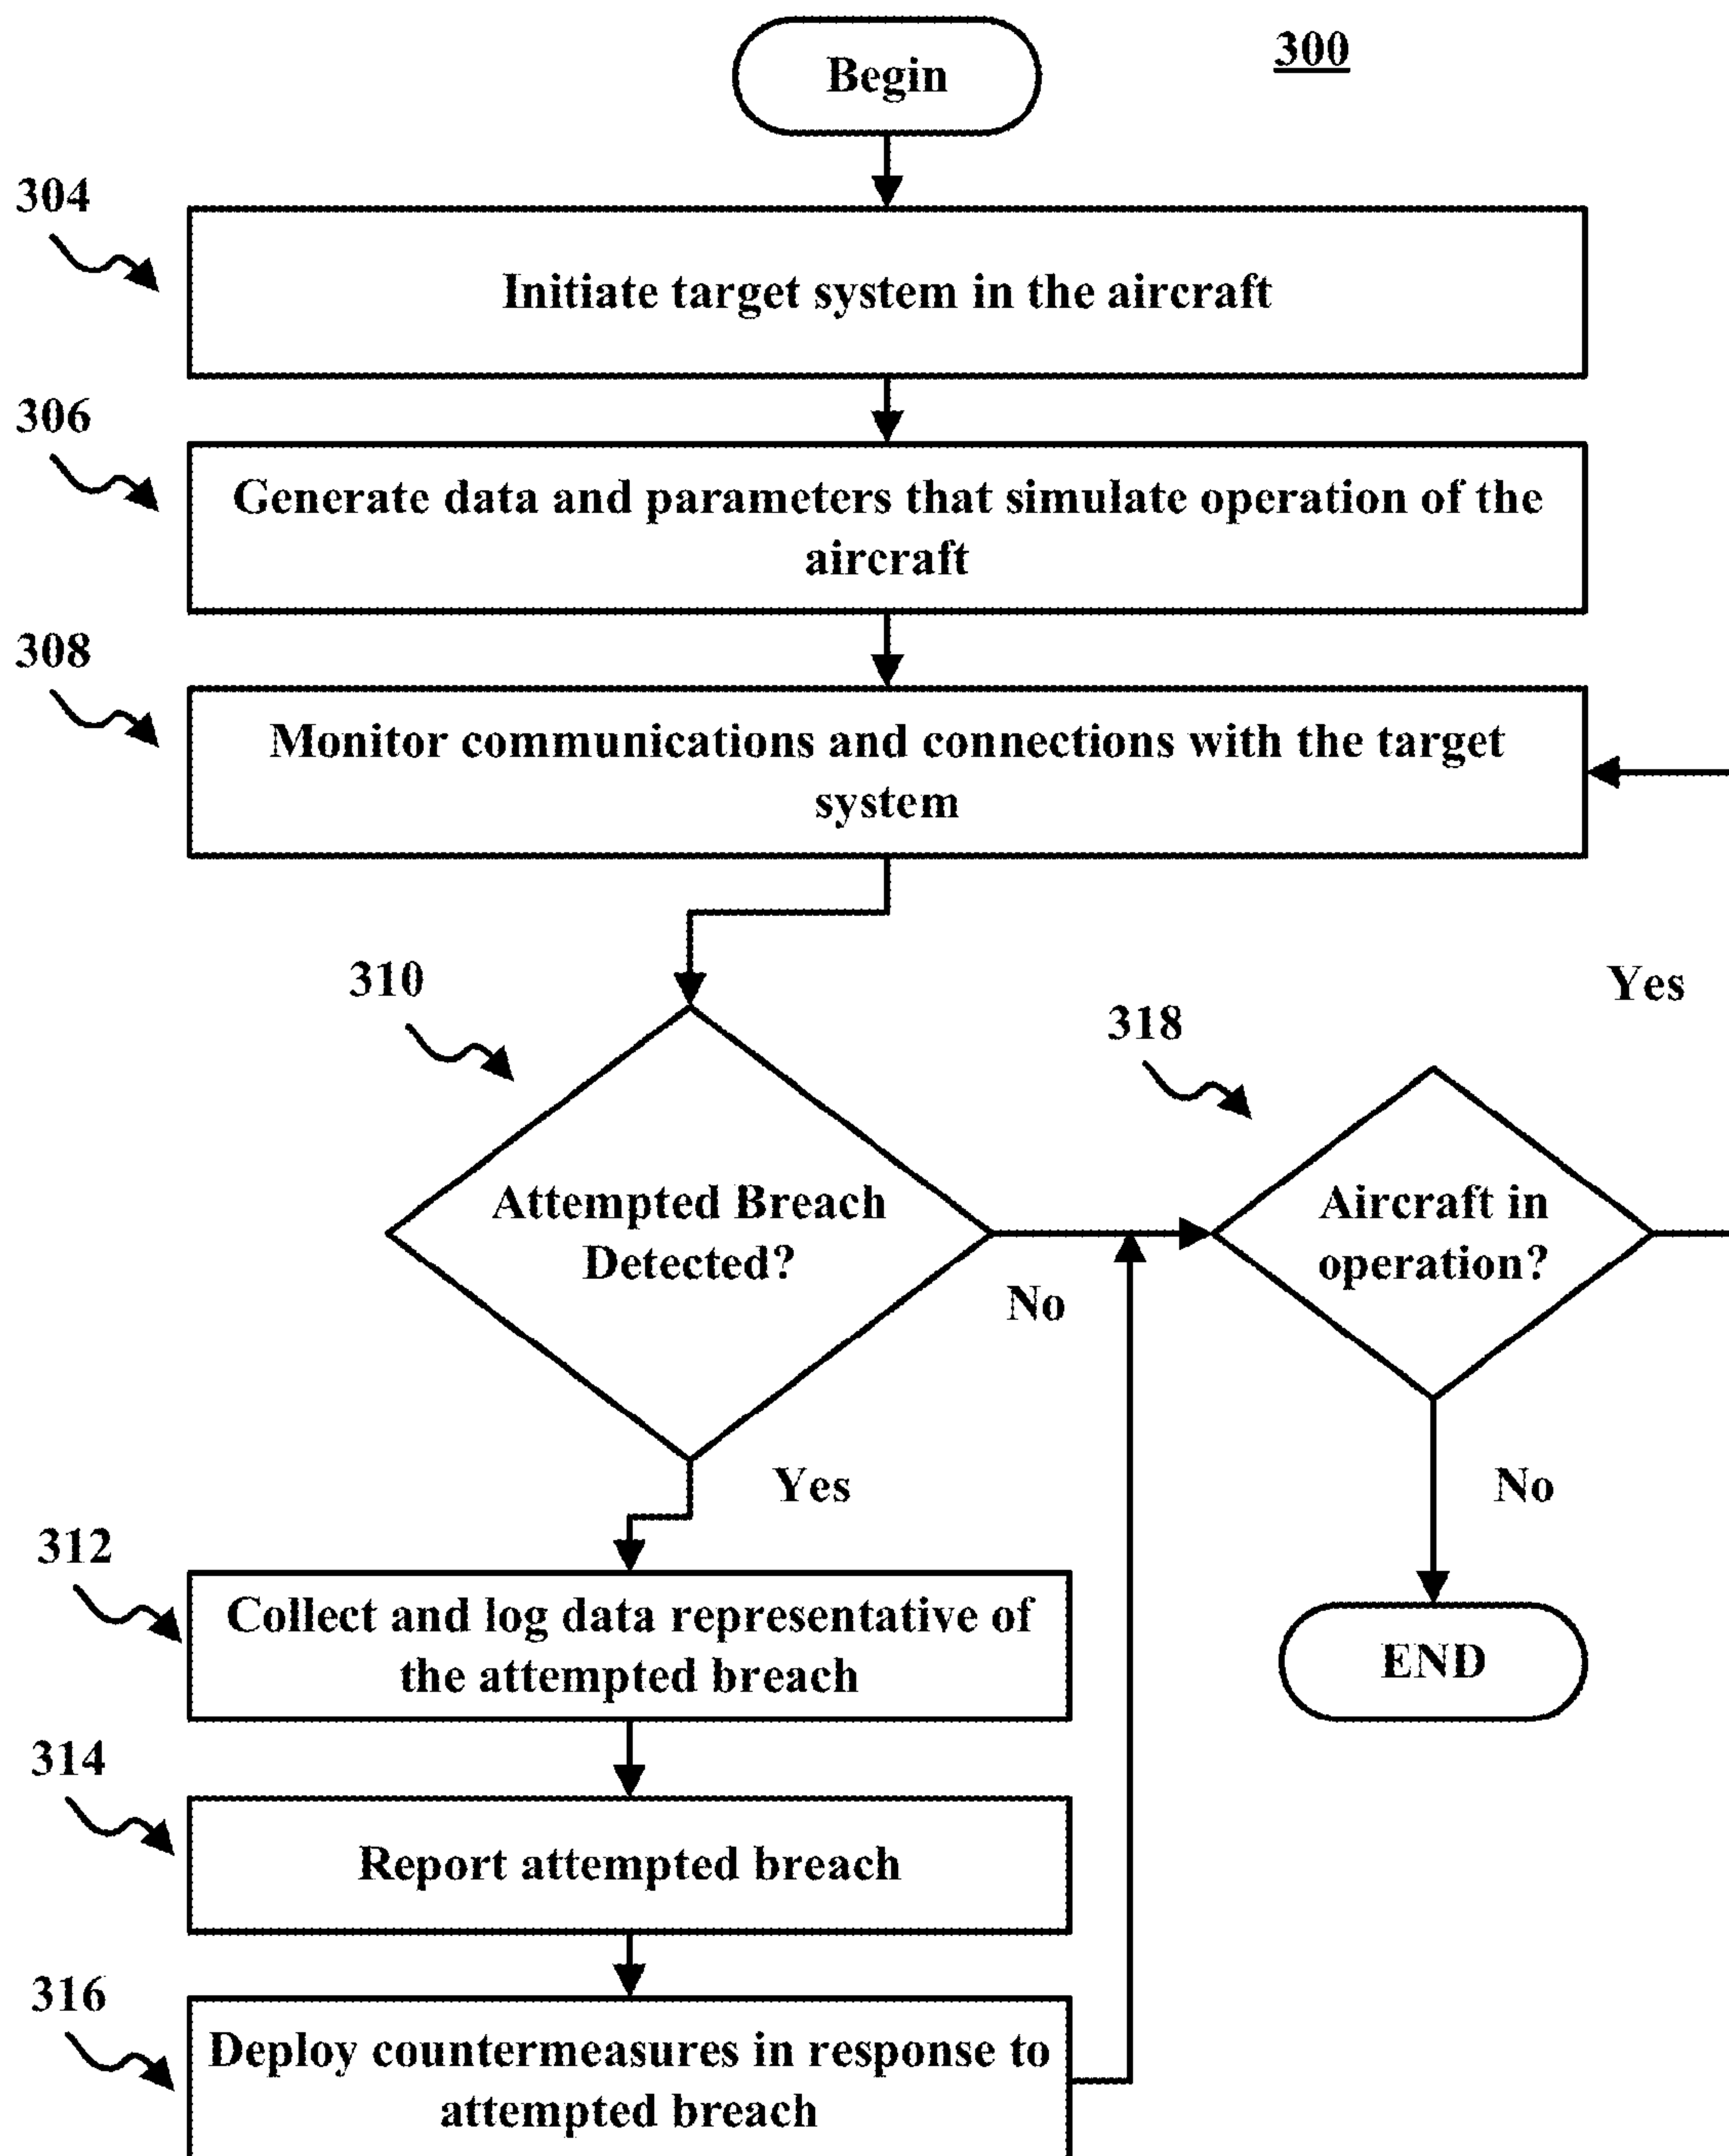 Begin
300
304
Initiate target system in the aircraft
306
Generate data and parameters that simulate operation of the
aircraft
308
Monitor communications and connections with the target
system
310
318
Yes
Attempted Breach
Detected?
No
Aircraft in
operation?
Yes
No
312
Collect and log data representative of
the attempted breach
END
314
Report attempted breach
316
Deploy countermeasures in response to
attempted breach